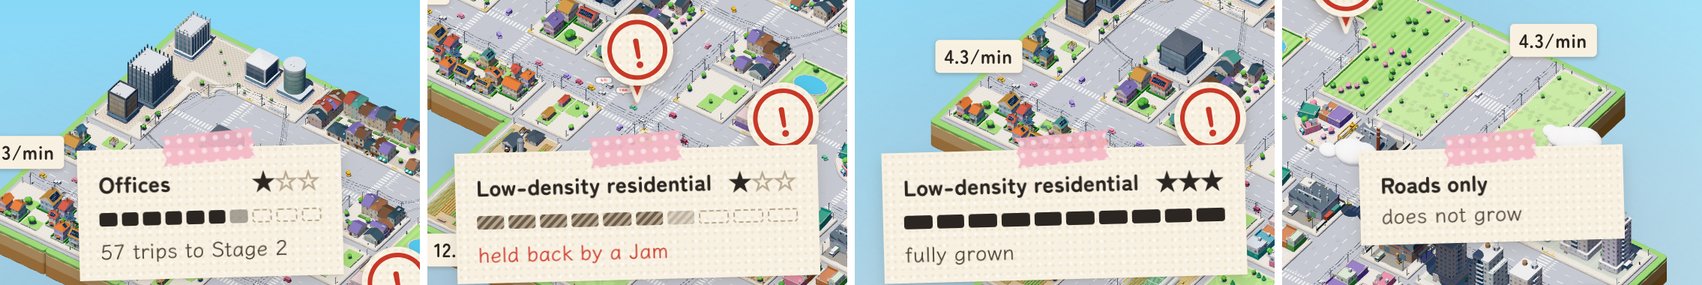 3/min
Offices
57 trips to Stage 2
!
!
!
Low-density residential
held back by a Jam
12.
4.3/min
!
Low-density residential
fully grown
4.3/min
Roads only
does not grow